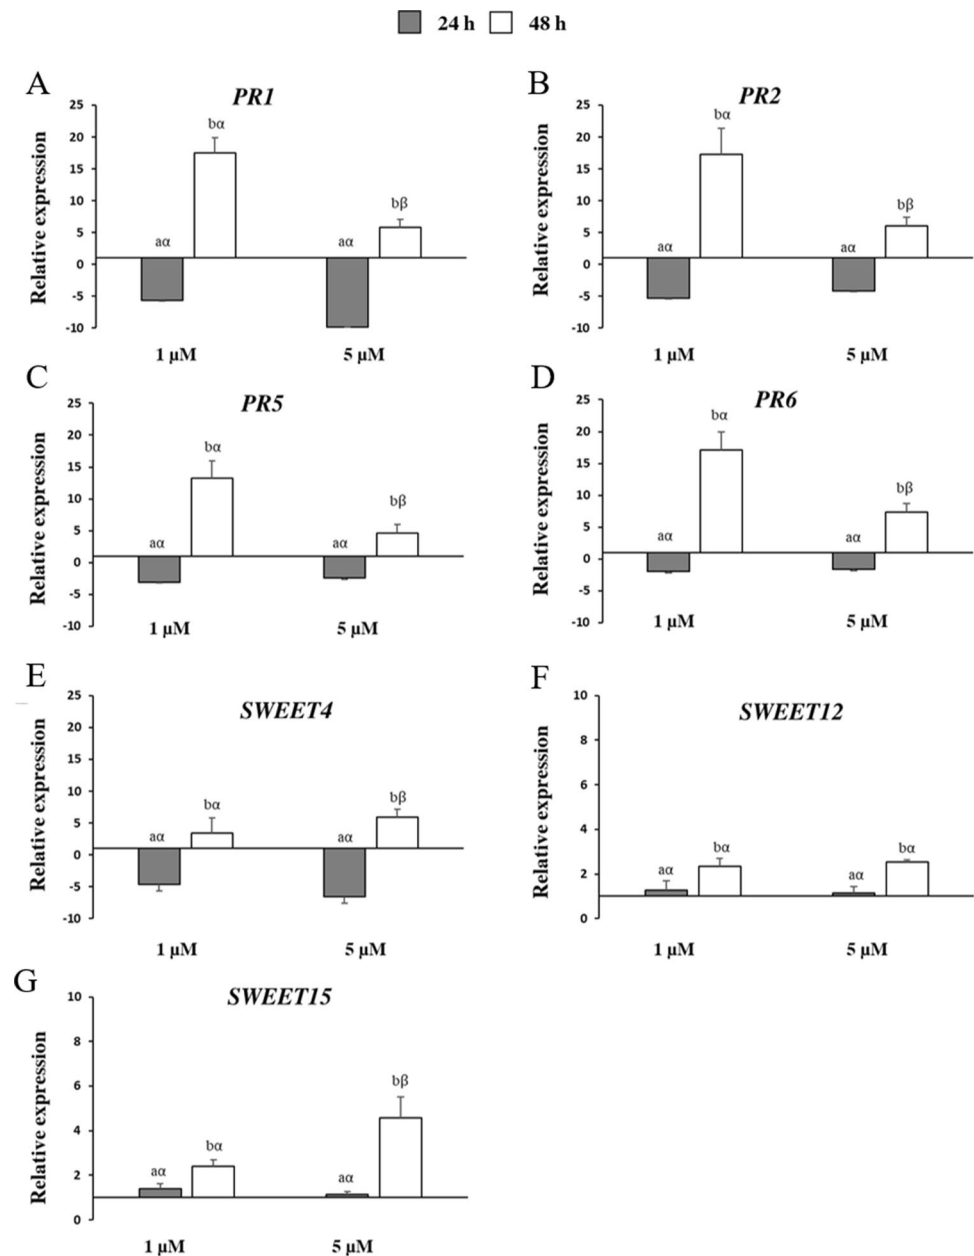 24 h 48 h
A
PR1
Relative expression
25
20
15
10
5
0
-5
-10
aα
bα
aα
bβ
1 µM
5 µM
B
PR2
Relative expression
25
20
15
10
5
0
-5
-10
aα
bα
aα
bβ
1 µM
5 µM
C
PR5
Relative expression
25
20
15
10
5
0
-5
-10
aα
bα
aα
bβ
1 µM
5 µM
D
PR6
Relative expression
25
20
15
10
5
0
-5
-10
aα
bα
aα
bβ
1 µM
5 µM
E
SWEET4
Relative expression
25
20
15
10
5
0
-5
-10
aα
bα
aα
bβ
1 µM
5 µM
F
SWEET12
Relative expression
10
8
6
4
2
0
aα
bα
aα
bα
1 µM
5 µM
G
SWEET15
Relative expression
10
8
6
4
2
0
aα
bα
aα
bβ
1 µM
5 µM